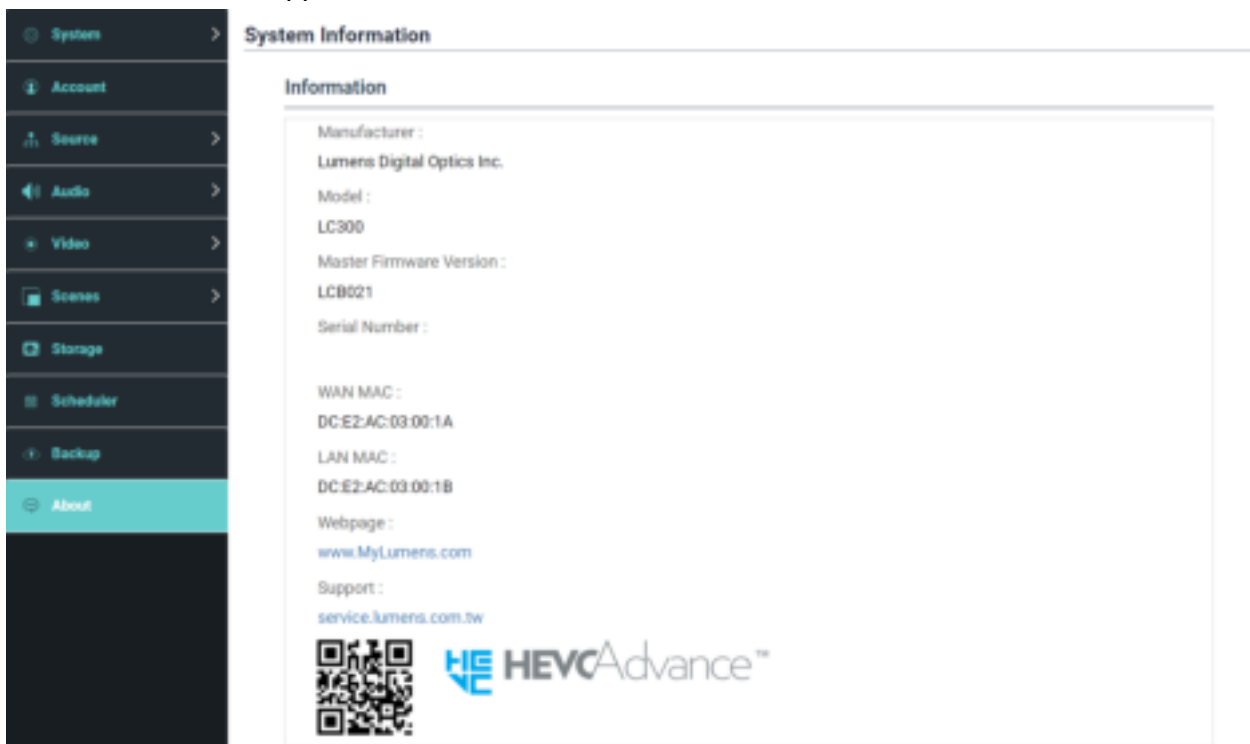 System
Account
Source
Audio
Video
Scenes
Storage
Scheduler
Backup
About
System Information
Information
Manufacturer :
Lumens Digital Optics Inc.
Model :
LC300
Master Firmware Version :
LCB021
Serial Number :
WAN MAC :
DC:E2:AC:03:00:1A
LAN MAC :
DC:E2:AC:03:00:1B
Webpage :
www.MyLumens.com
Support :
service.lumens.com.tw
HEVC HEVCAdvance™